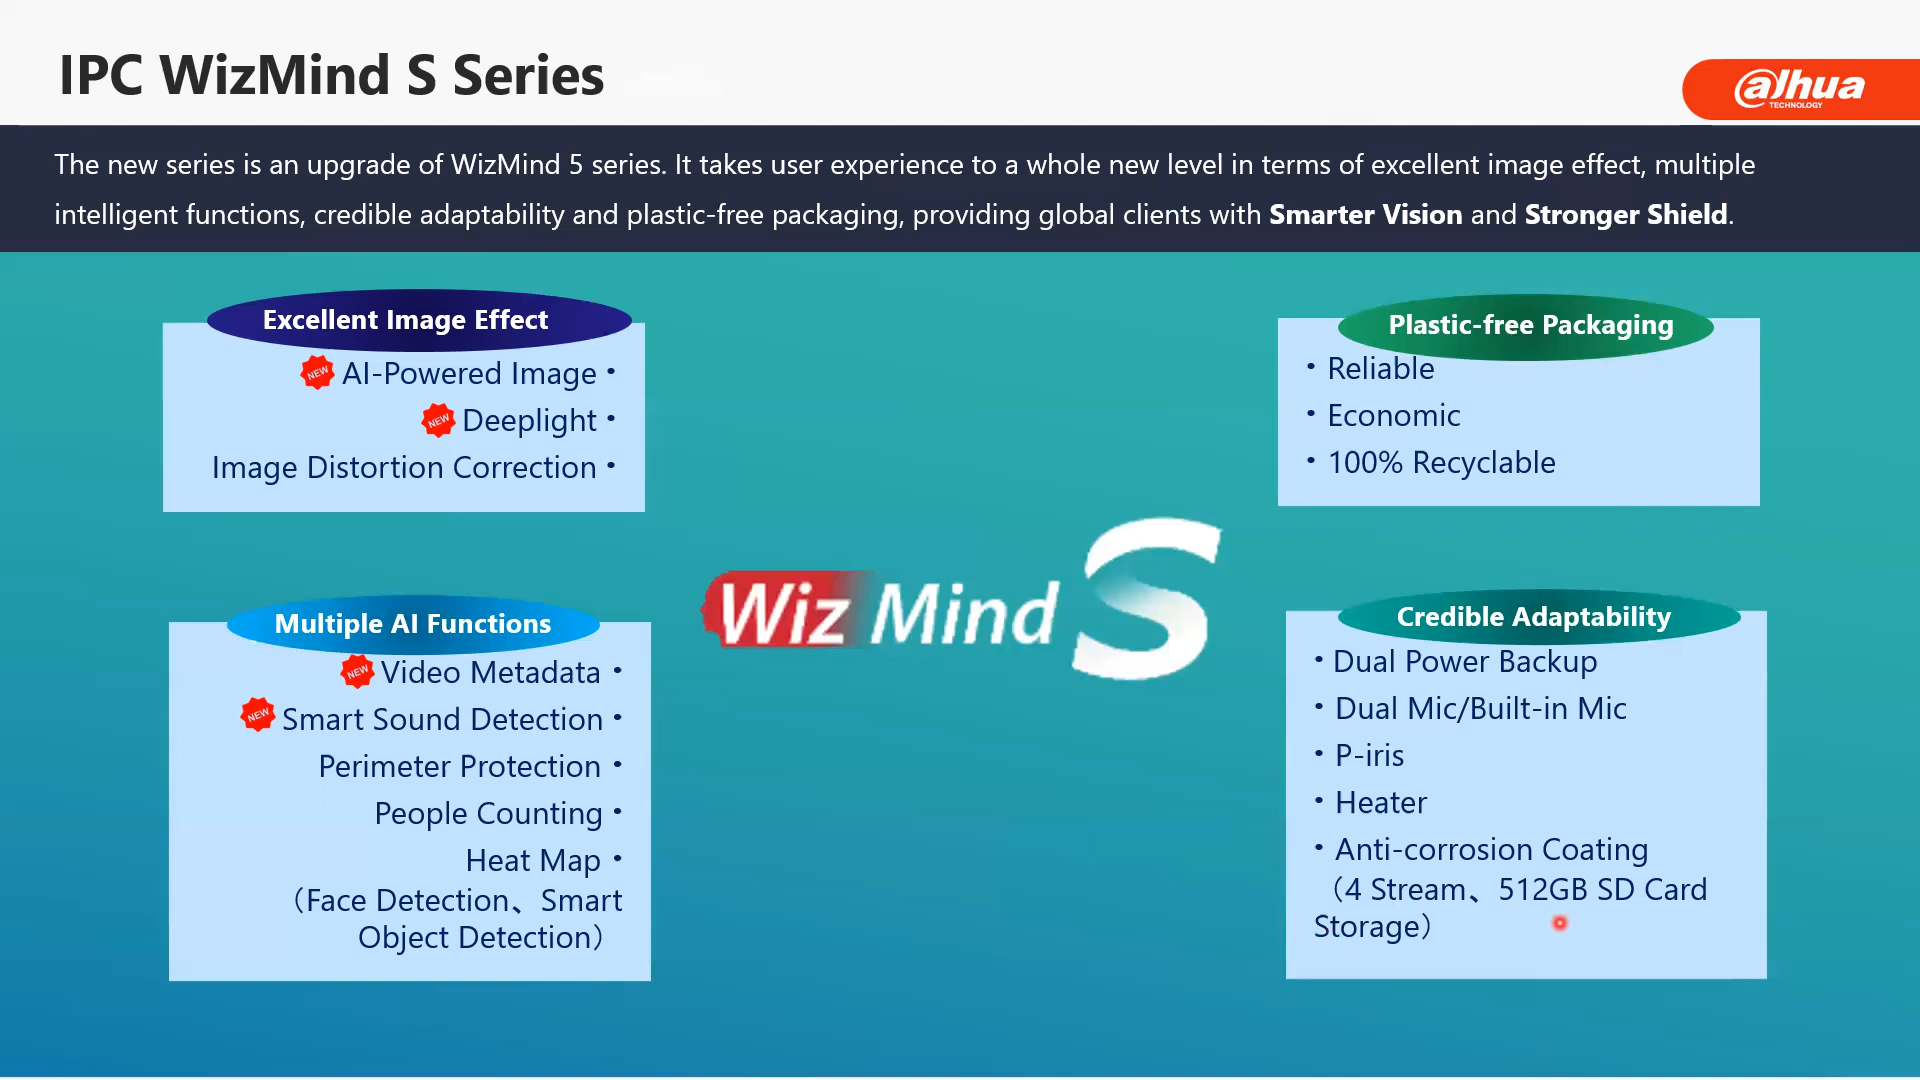 IPC WizMind S Series
alhua
TECHNOLOGY
The new series is an upgrade of WizMind 5 series. It takes user experience to a whole new level in terms of excellent image effect, multiple
intelligent functions, credible adaptability and plastic-free packaging, providing global clients with Smarter Vision and Stronger Shield.
Excellent Image Effect
NEW AI-Powered Image •
NEW Deeplight •
Image Distortion Correction •
Plastic-free Packaging
• Reliable
• Economic
• 100% Recyclable
Wiz Mind S
Multiple AI Functions
NEW Video Metadata •
NEW Smart Sound Detection •
Perimeter Protection •
People Counting •
Heat Map •
（Face Detection、Smart
Object Detection）
Credible Adaptability
• Dual Power Backup
• Dual Mic/Built-in Mic
• P-iris
• Heater
• Anti-corrosion Coating
（4 Stream、512GB SD Card
Storage）